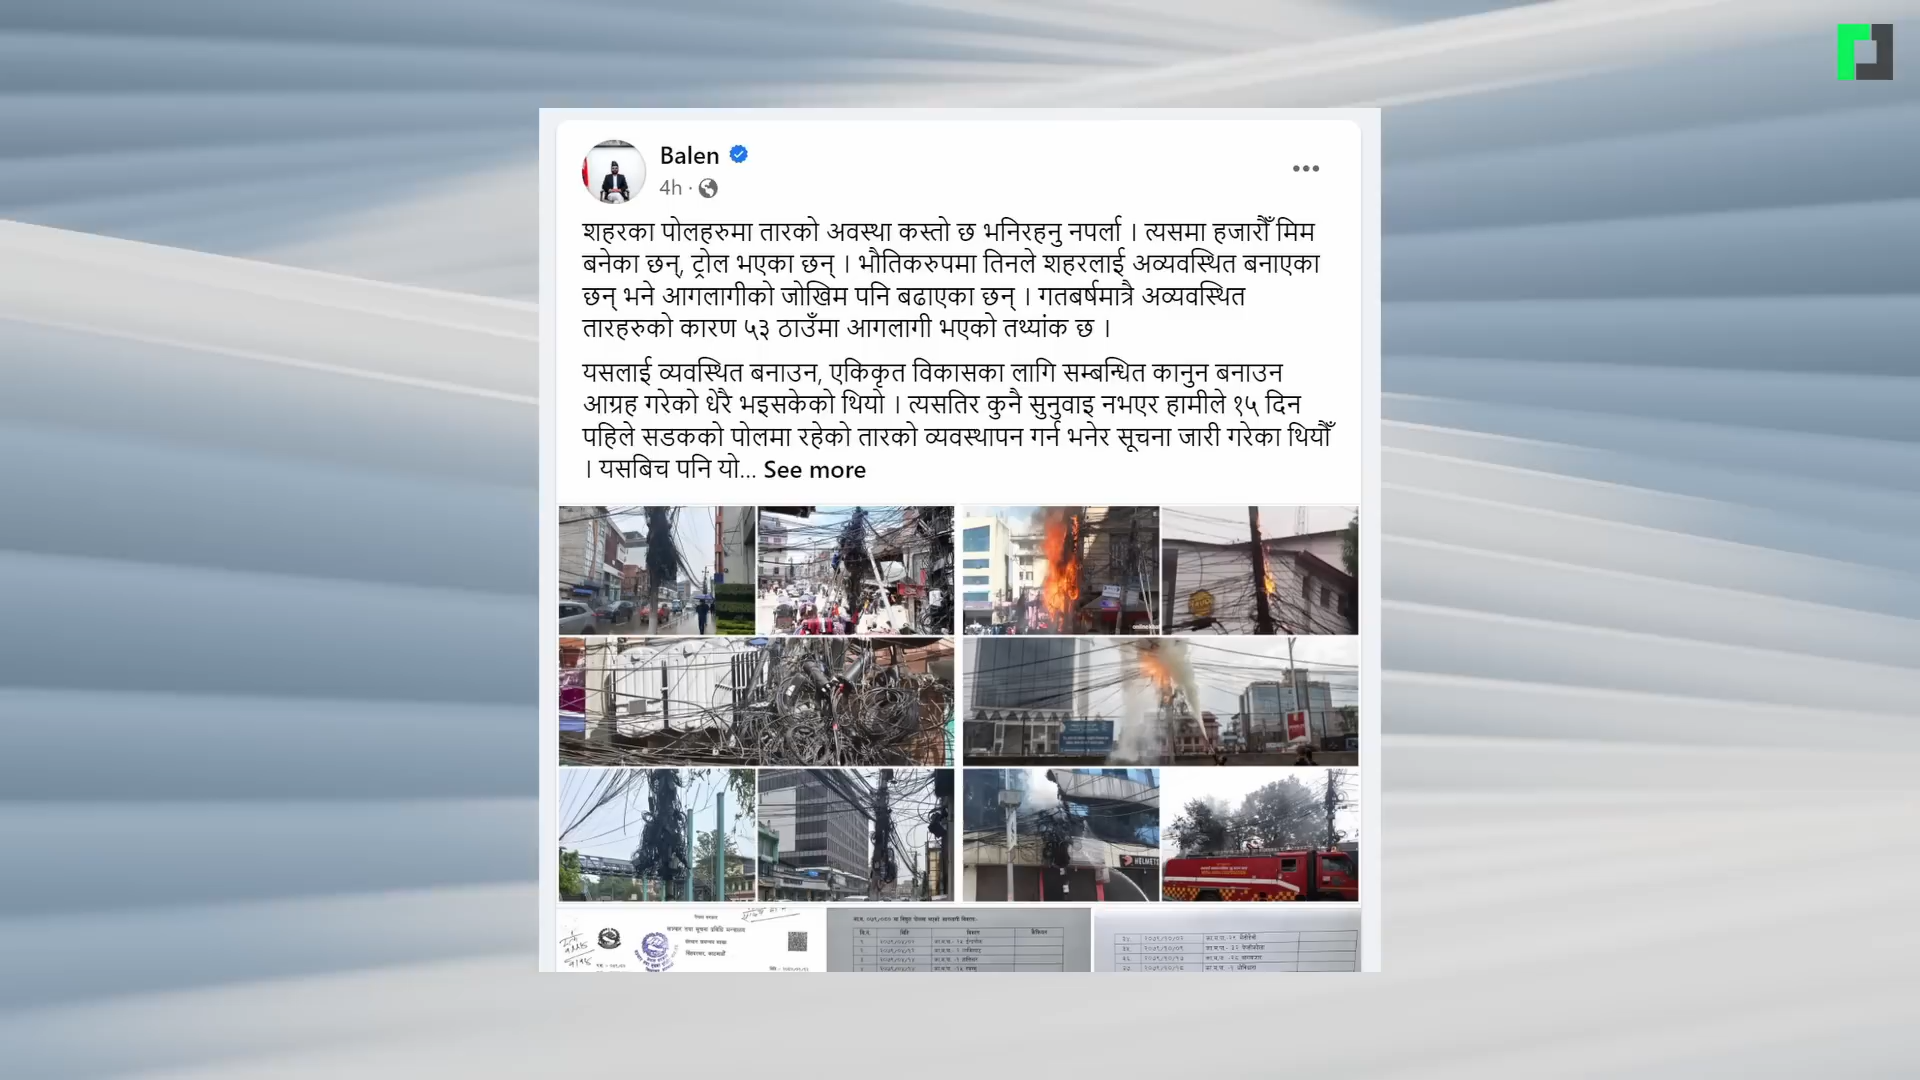 Balen
4h ·
शहरका पोलहरुमा तारको अवस्था कस्तो छ भनिरहनु नपर्ला । त्यसमा हजारौँ मिम
बनेका छन्, ट्रोल भएका छन् । भौतिकरुपमा तिनले शहरलाई अव्यवस्थित बनाएका
छन् भने आगलागीको जोखिम पनि बढाएका छन् । गतबर्षमात्रै अव्यवस्थित
तारहरुको कारण ५३ ठाउँमा आगलागी भएको तथ्यांक छ ।
यसलाई व्यवस्थित बनाउन, एकिकृत विकासका लागि सम्बन्धित कानुन बनाउन
आग्रह गरेको धेरै भइसकेको थियो । त्यसतिर कुनै सुनुवाइ नभएर हामीले १५ दिन
पहिले सडकको पोलमा रहेको तारको व्यवस्थापन गर्न भनेर सूचना जारी गरेका थियौँ
। यसबिच पनि यो... See more
HELMETS